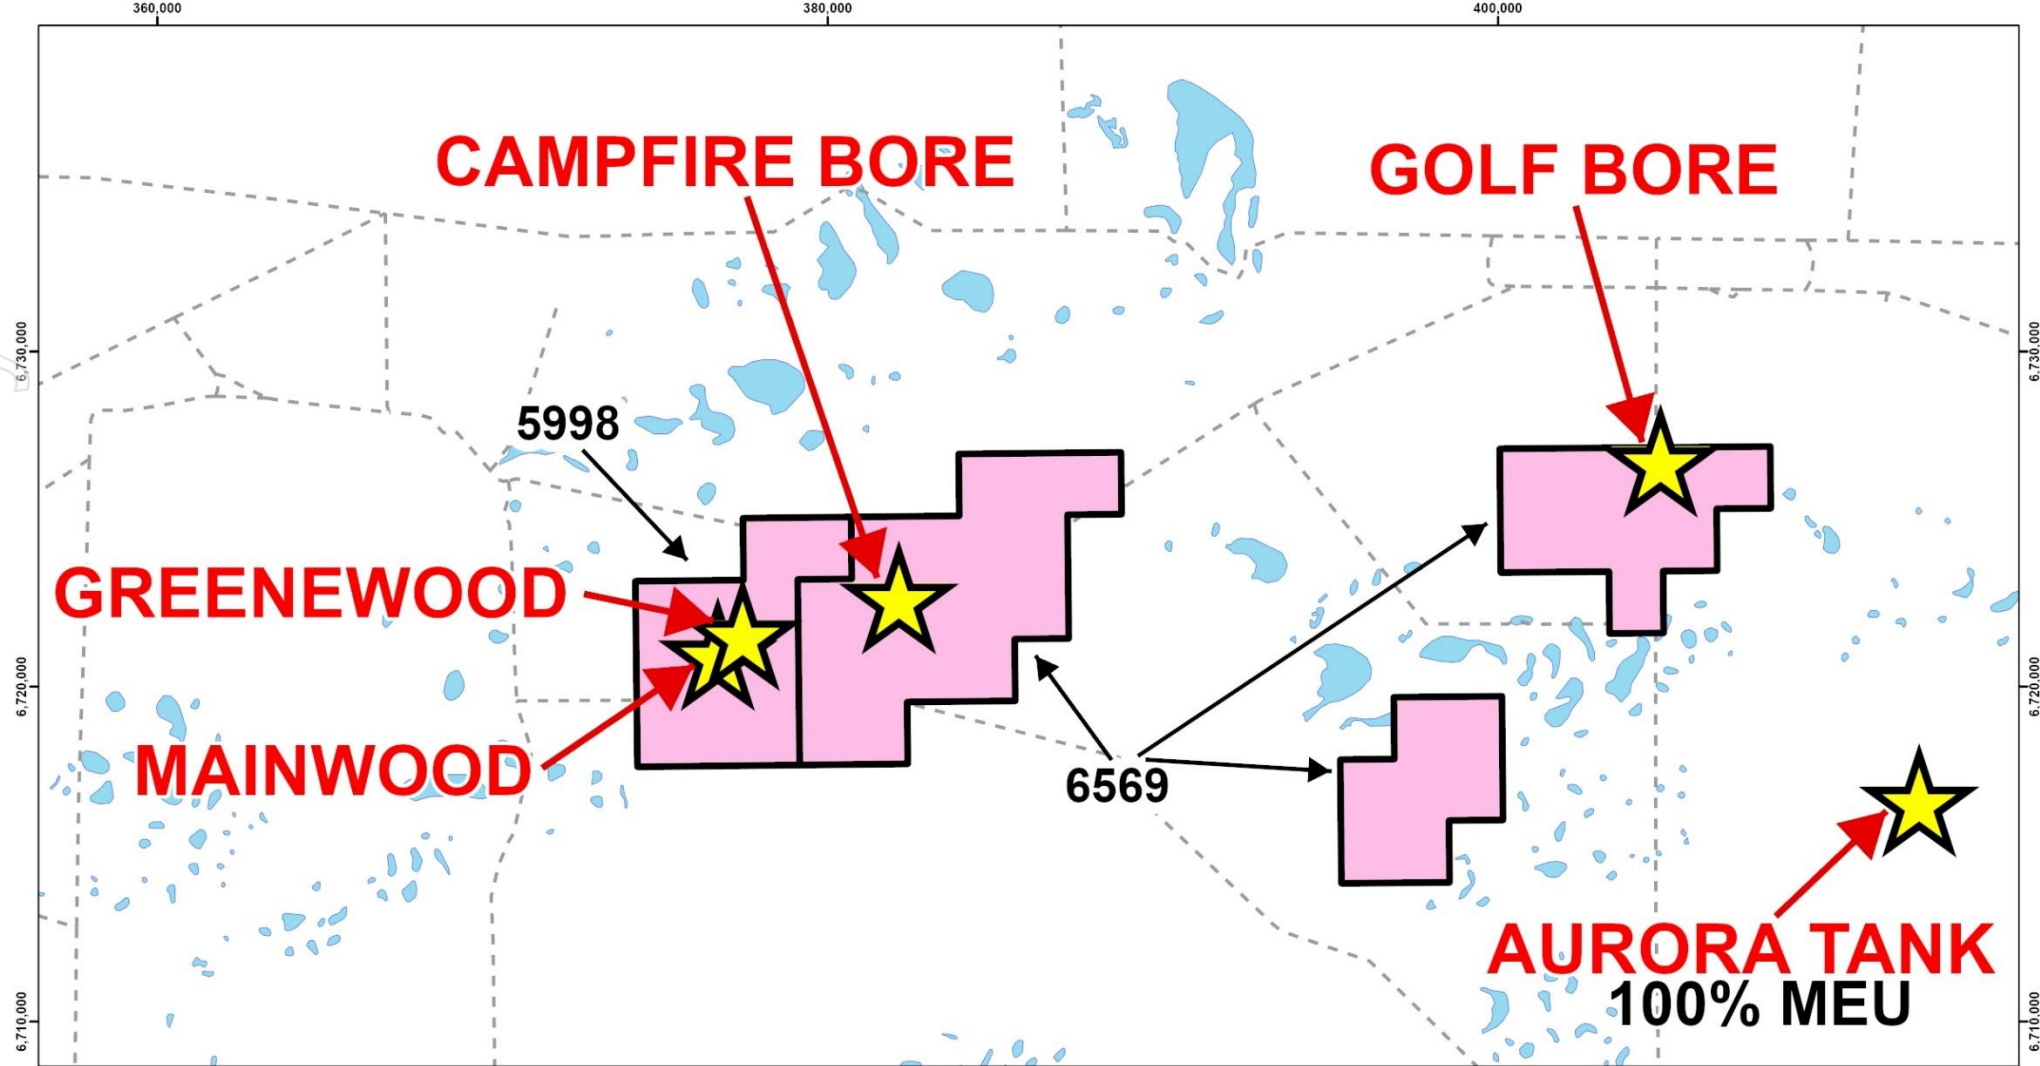 360,000 380,000 400,000
CAMPFIRE BORE
GOLF BORE
6,730,000 6,730,000
5998
GREENEWOOD
6,720,000 6,720,000
MAINWOOD
6569
AURORA TANK
100% MEU
6,710,000 6,710,000